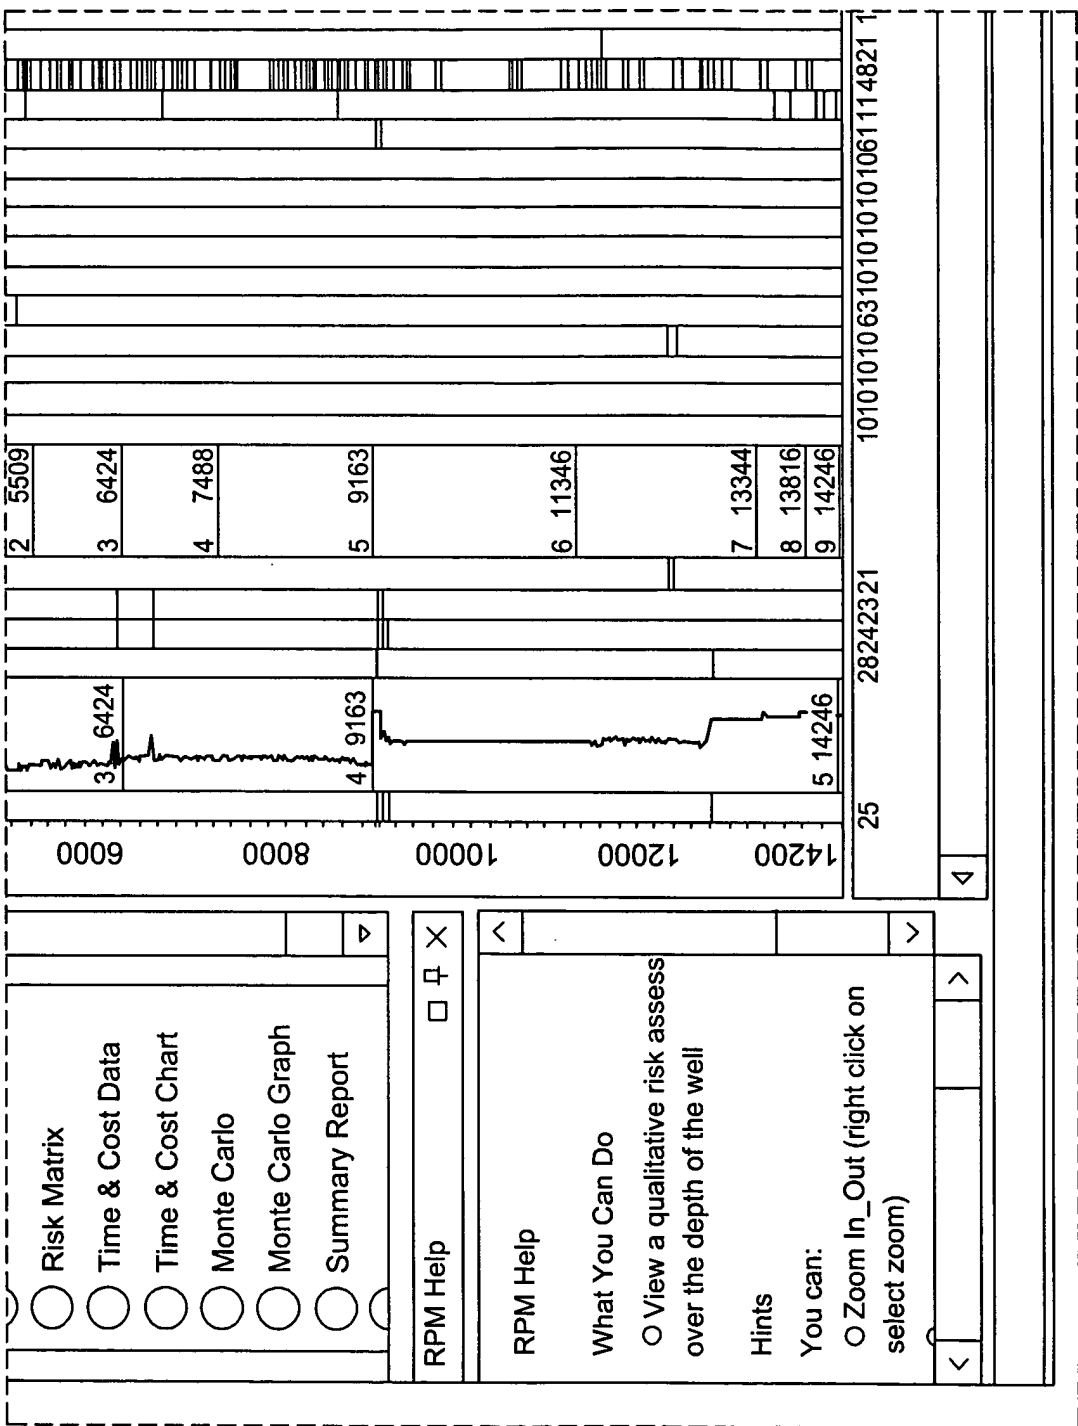 Risk Matrix
Time & Cost Data
Time & Cost Chart
Monte Carlo
Monte Carlo Graph
Summary Report
RPM Help
RPM Help
What You Can Do
View a qualitative risk assess
over the depth of the well
Hints
You can:
Zoom In_Out (right click on
select zoom)
6000
8000
10000
12000
14200
25
3 6424
4 9163
5 14246
28242321
2 5509
3 6424
4 7488
5 9163
6 11346
7 13344
8 13816
9 14246
1010106310101010610611148211